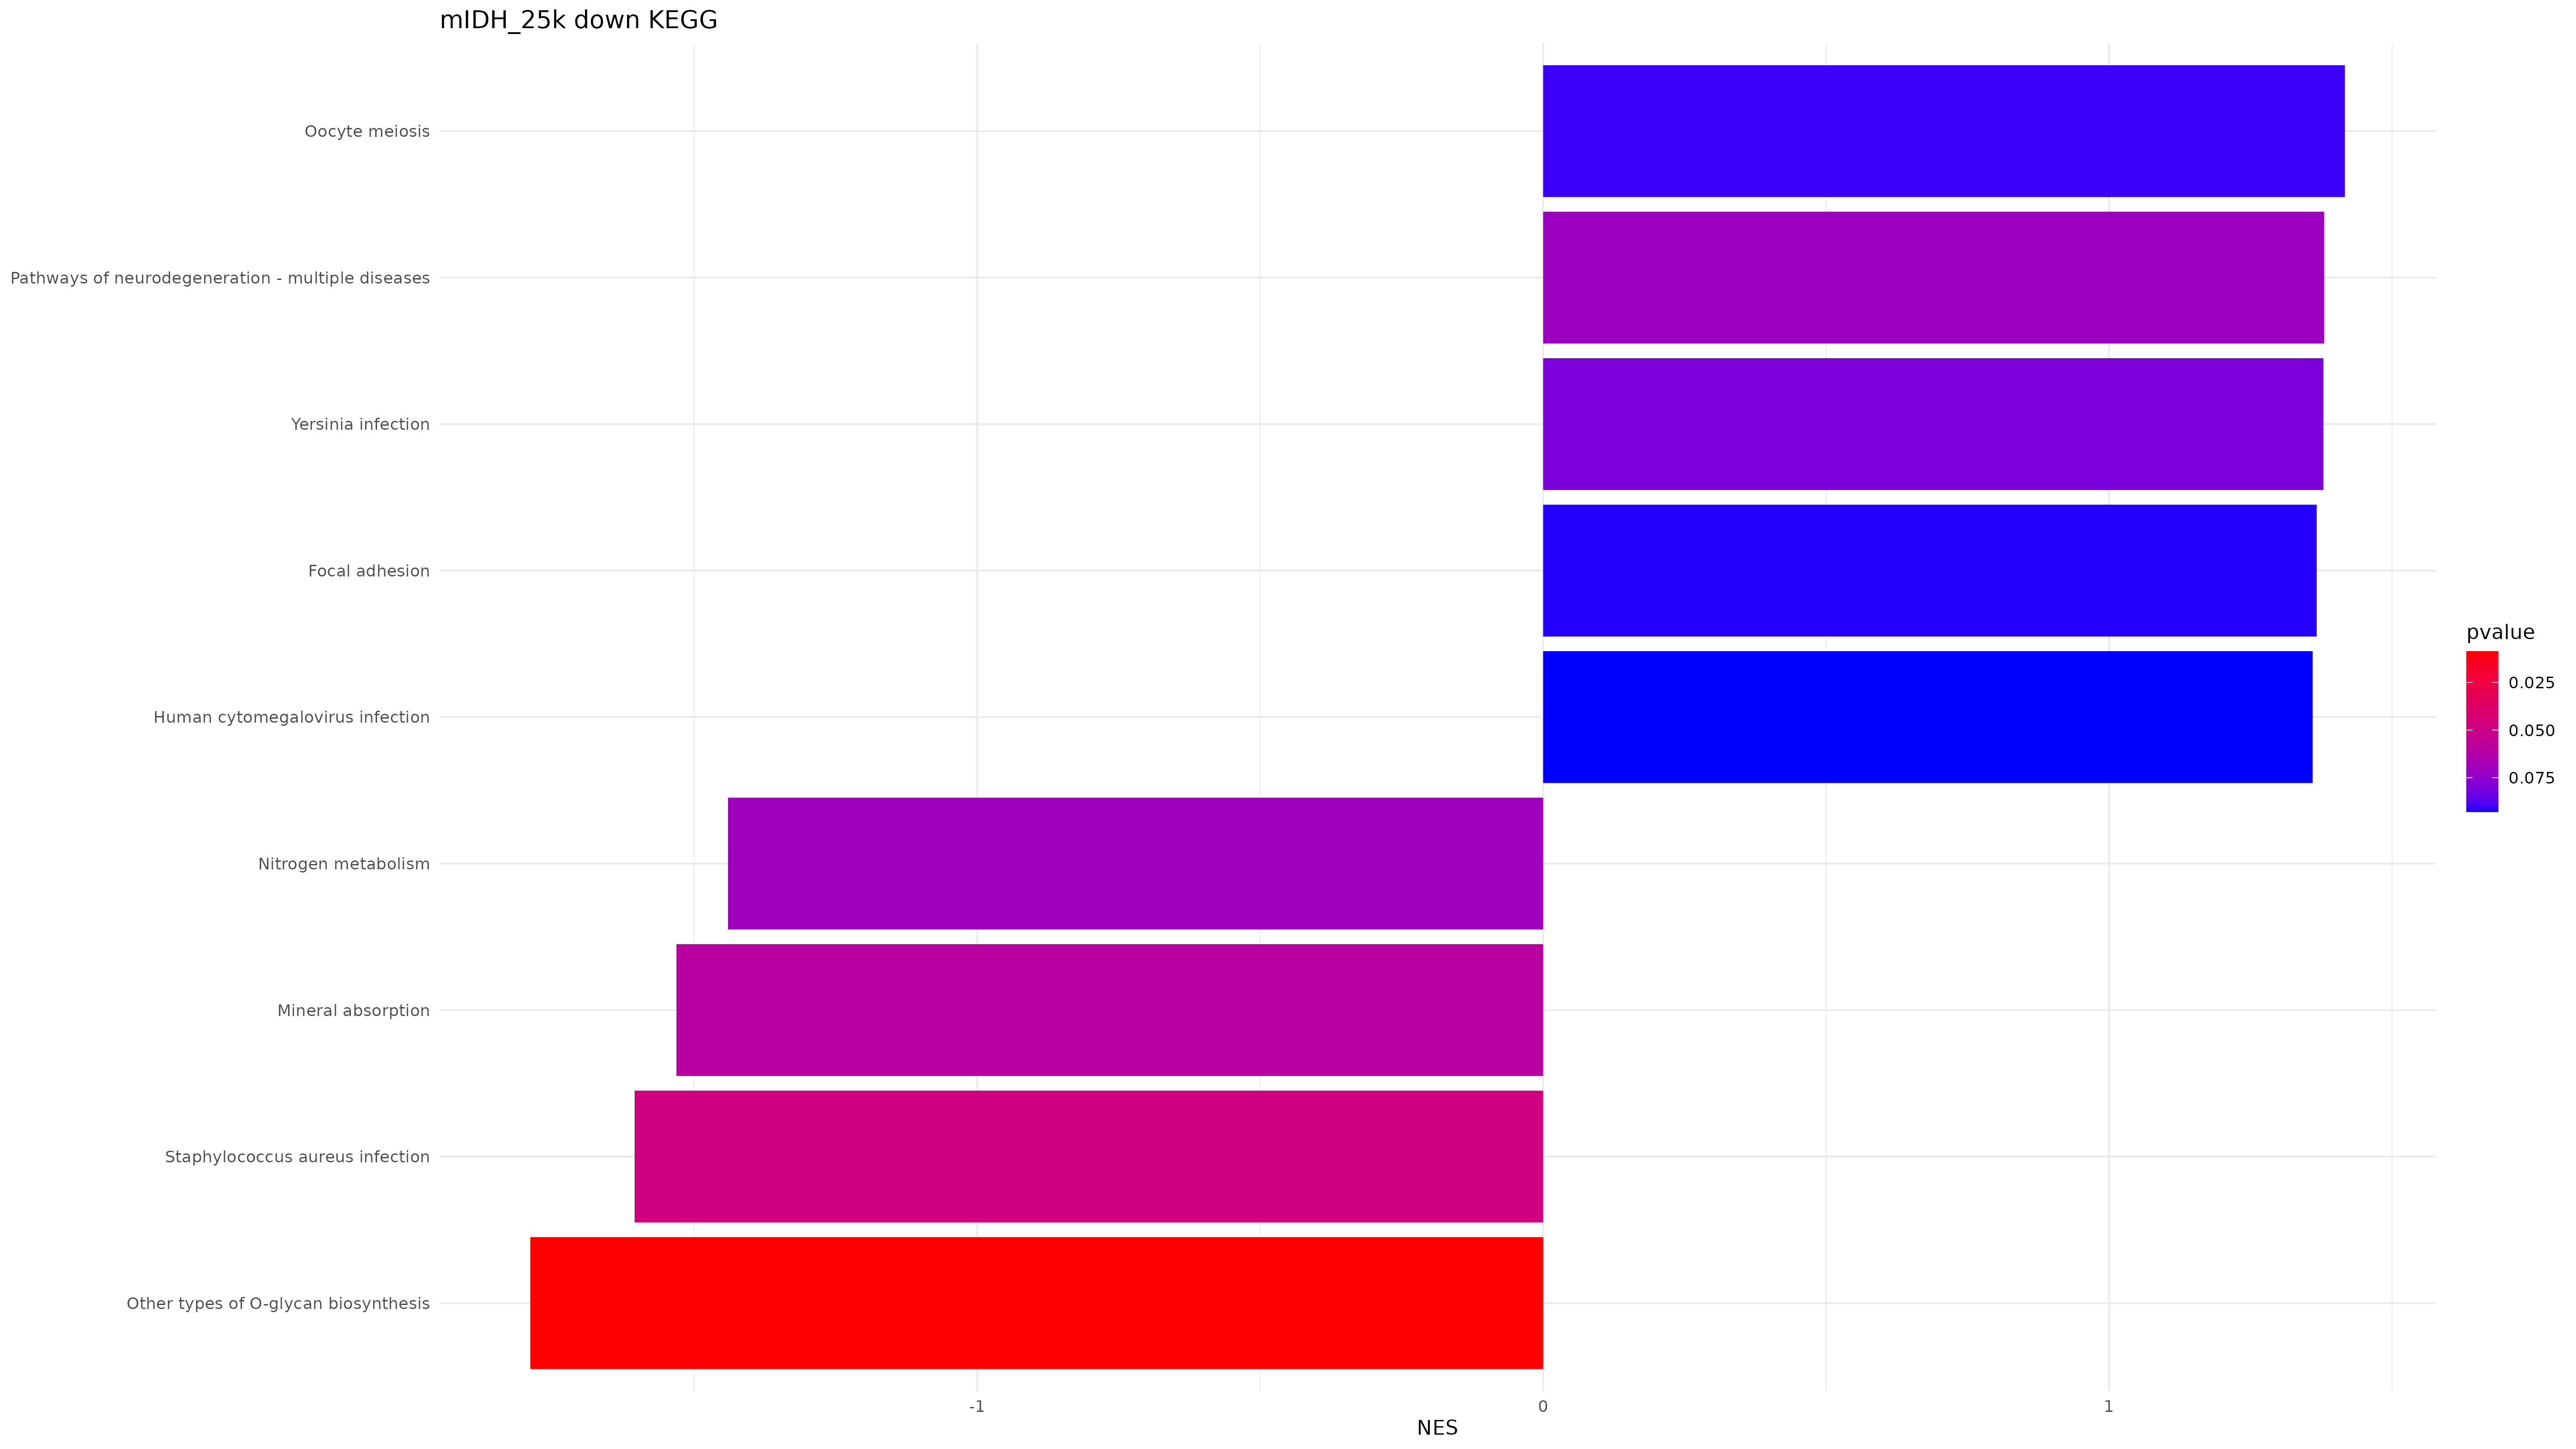 mIDH_25k down KEGG
Oocyte meiosis
Pathways of neurodegeneration - multiple diseases
Yersinia infection
Focal adhesion
Human cytomegalovirus infection
Nitrogen metabolism
Mineral absorption
Staphylococcus aureus infection
Other types of O-glycan biosynthesis
-1
0
1
NES
pvalue
0.025
0.050
0.075